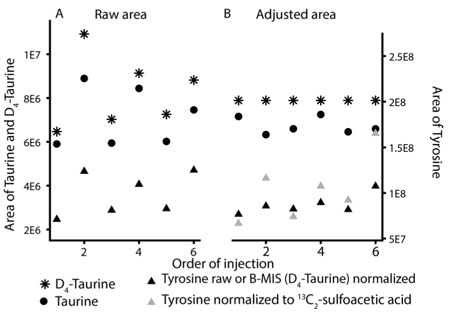 A Raw area
B Adjusted area
Area of Taurine and D4-Taurine
1E7
8E6
6E6
4E6
2E6
2.5E8
2E8
1.5E8
1E8
5E7
Area of Tyrosine
2 4 6 2 4 6
Order of injection
D4-Taurine
Taurine
Tyrosine raw or B-MIS (D4-Taurine) normalized
Tyrosine normalized to 13C2-sulfoacetic acid